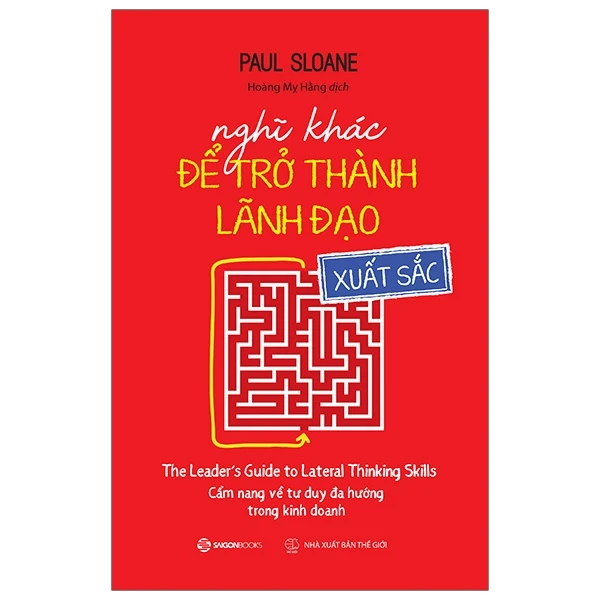 PAUL SLOANE
Hoàng Mỵ Hằng dịch
nghĩ khác
ĐỂ TRỞ THÀNH
LÃNH ĐẠO
XUẤT SẮC
The Leader's Guide to Lateral Thinking Skills
Cẩm nang về tư duy đa hướng
trong kinh doanh
SAIGONBOOKS
NHÀ XUẤT BẢN THẾ GIỚI